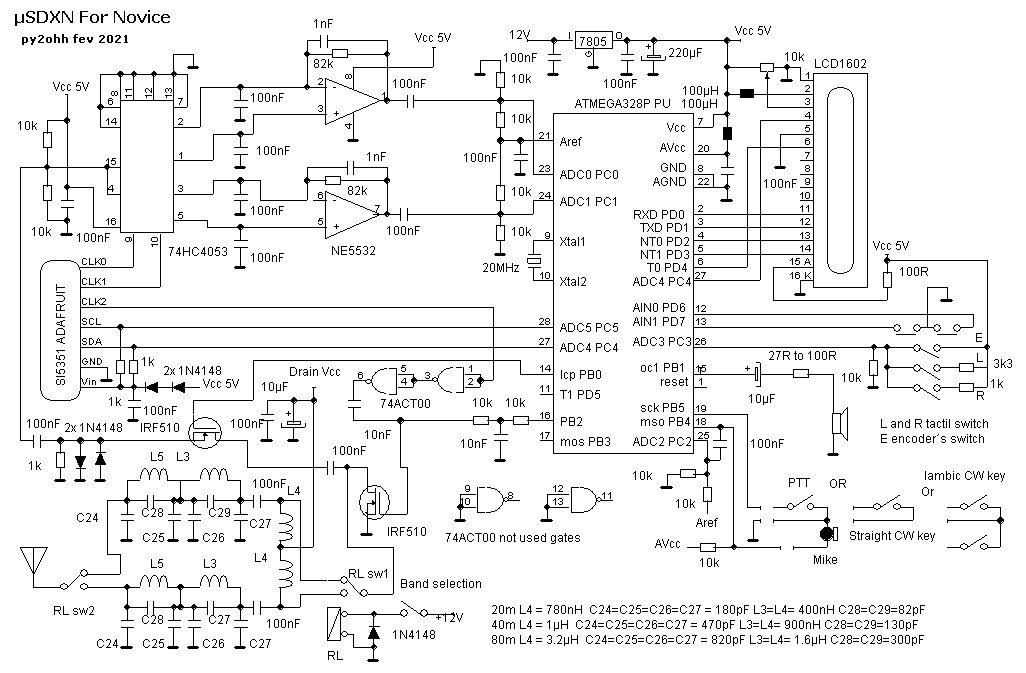 µSDXN For Novice
py2ohh fev 2021
1nF
82k
12V
I
7805
O
G
Vcc 5V
100nF
220µF
100nF
10k
LCD1602
Vcc 5V
8
11
12
13
6
7
14
2
10k
15
1
4
3
16
5
9
10
10k
100nF
74HC4053
Vcc 5V
100nF
100nF
100nF
100nF
2
3
8
1
4
100nF
1nF
82k
6
5
7
NE5532
100nF
10k
10k
100nF
10k
10k
ATMEGA328P PU
100µH
100µH
21
Aref
23
ADC0 PC0
24
ADC1 PC1
9
Xtal1
20MHz
10
Xtal2
28
ADC5 PC5
27
ADC4 PC4
14
Icp PB0
11
T1 PD5
16
PB2
17
mos PB3
Vcc
7
AVcc
20
GND
8
AGND
22
RXD PD0
2
TXD PD1
3
NT0 PD2
4
NT1 PD3
5
T0 PD4
6
ADC4 PC4
27
AIN0 PD6
12
AIN1 PD7
13
ADC3 PC3
26
oc1 PB1
15
reset
1
sck PB5
19
mso PB4
18
ADC2 PC2
25
100nF
1
2
3
4
5
6
7
8
9
10
11
12
13
14
15 A
16 K
Vcc 5V
100R
E
L
3k3
1k
R
10k
27R to 100R
10µF
L and R tactil switch
E encoder´s switch
SI5351 ADAFRUIT
CLK0
CLK1
CLK2
SCL
SDA
GND
Vin
1k
1k
2x 1N4148
Vcc 5V
100nF
Drain Vcc
10µF
100nF
6
5
4
3
1
2
74ACT00
10k
10k
10nF
10nF
100nF
2x 1N4148
1k
IRF510
100nF
IRF510
L5
L3
100nF
L4
C24
C28
C29
C27
C25
C26
L4
L5
L3
C28
C29
C24
C25
C26
C27
100nF
RL sw2
RL sw1
Band selection
+12V
1N4148
RL
9
10
8
12
13
11
74ACT00 not used gates
100nF
10k
10k
Aref
AVcc
10k
PTT
OR
Mike
Straight CW key
Or
Iambic CW key
20m L4 = 780nH C24=C25=C26=C27 = 180pF L3=L4= 400nH C28=C29=82pF
40m L4 = 1µH C24=C25=C26=C27 = 470pF L3=L4= 900nH C28=C29=130pF
80m L4 = 3.2µH C24=C25=C26=C27 = 820pF L3=L4= 1.6µH C28=C29=300pF